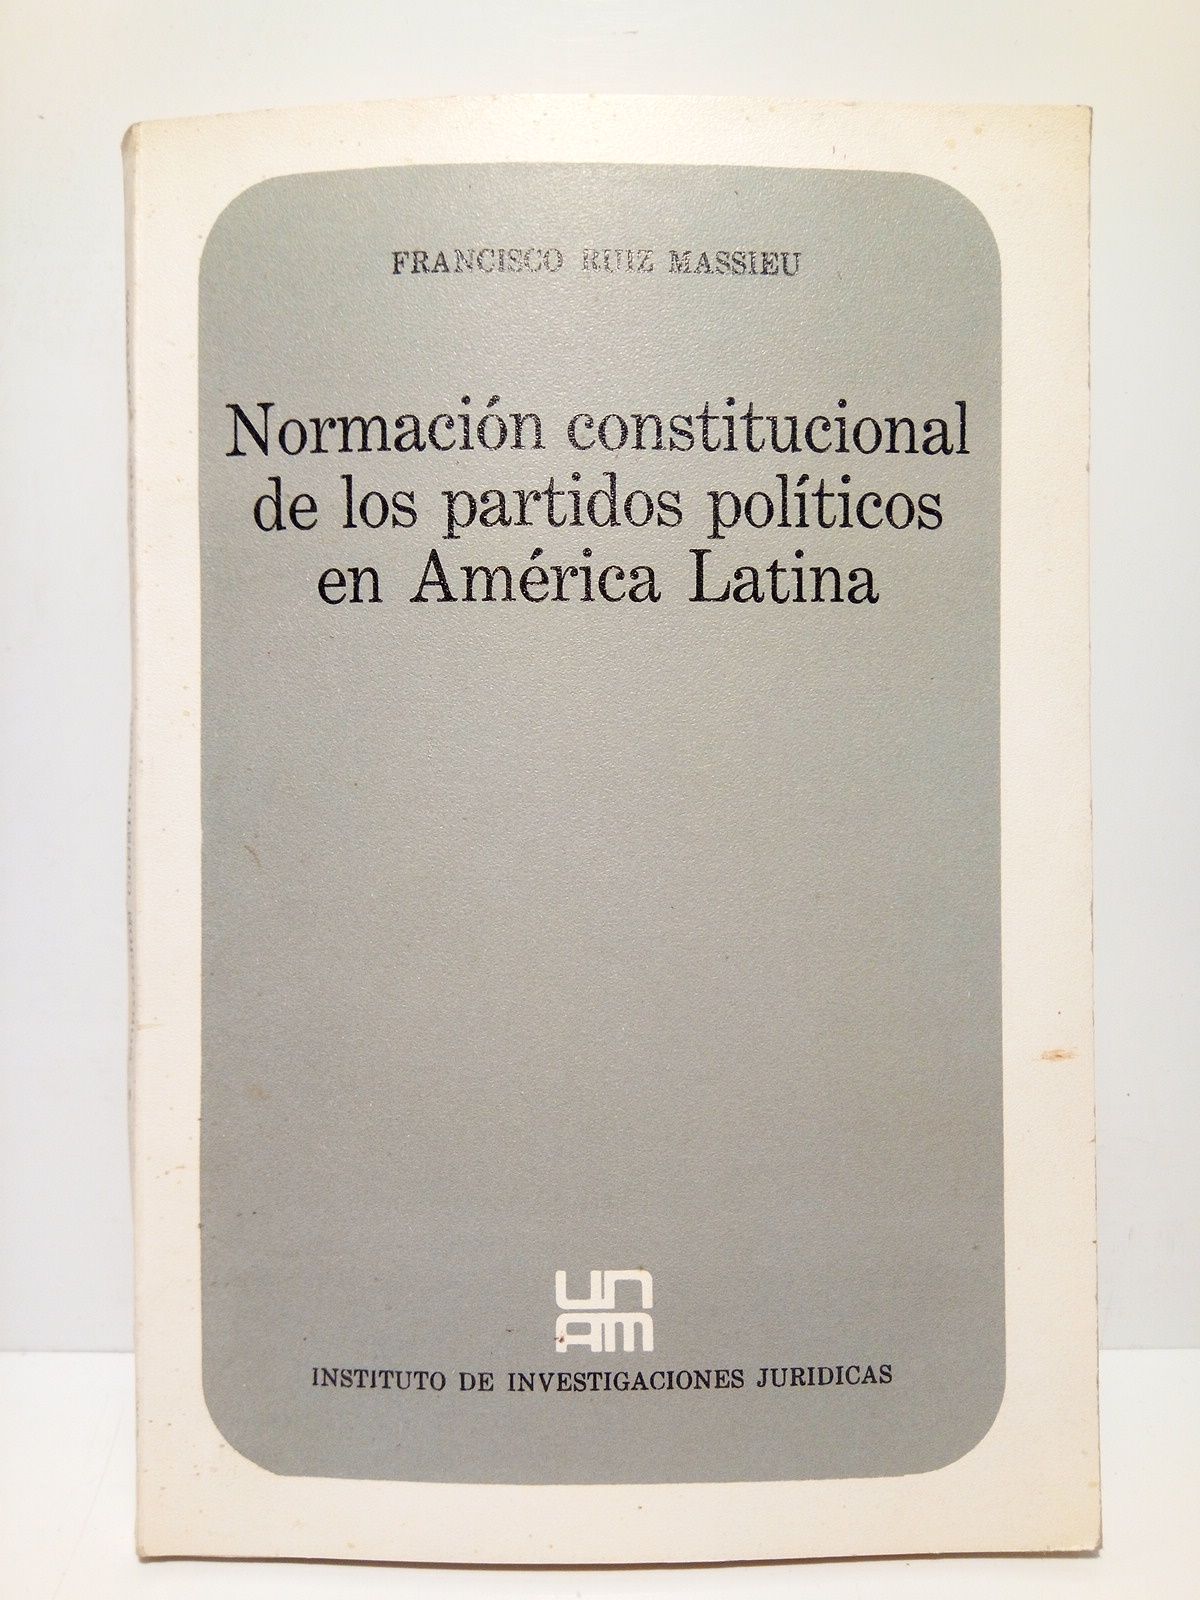 FRANCISCO RUIZ MASSIEU
Normación constitucional
de los partidos políticos
en América Latina
UN
AM
INSTITUTO DE INVESTIGACIONES JURIDICAS